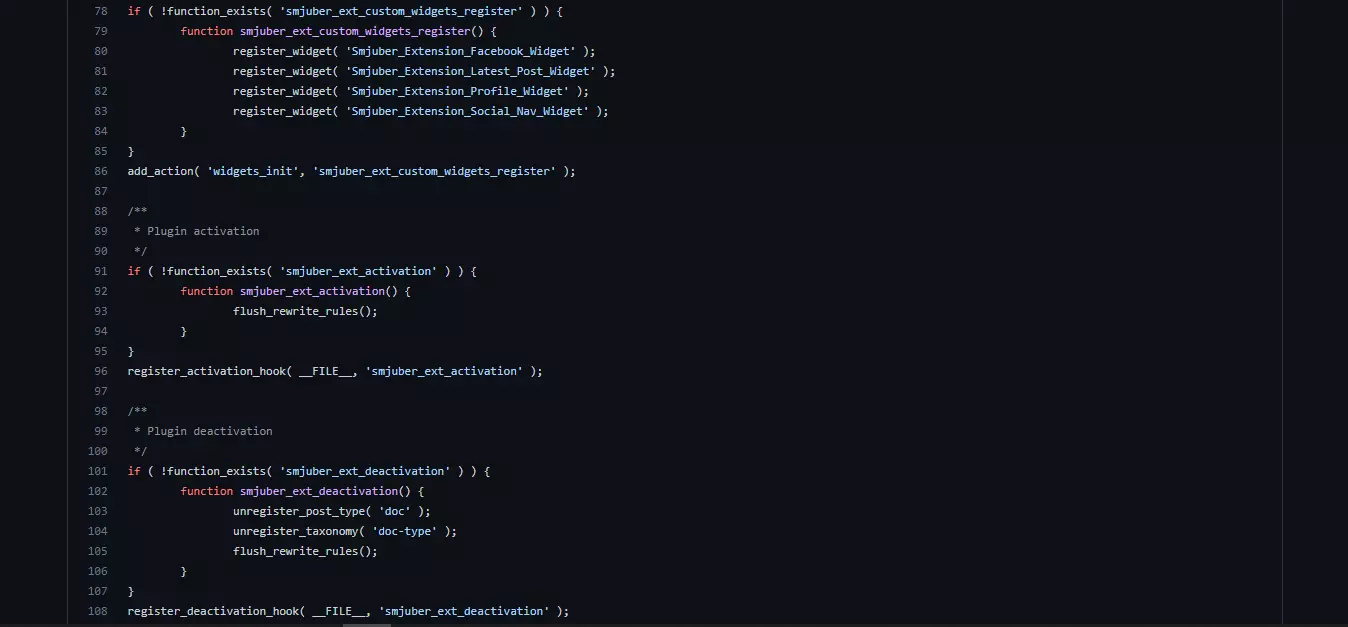 78 if ( !function_exists( 'smjuber_ext_custom_widgets_register' ) ) {
79 function smjuber_ext_custom_widgets_register() {
80 register_widget( 'Smjuber_Extension_Facebook_Widget' );
81 register_widget( 'Smjuber_Extension_Latest_Post_Widget' );
82 register_widget( 'Smjuber_Extension_Profile_Widget' );
83 register_widget( 'Smjuber_Extension_Social_Nav_Widget' );
84 }
85 }
86 add_action( 'widgets_init', 'smjuber_ext_custom_widgets_register' );
87
88 /**
89 * Plugin activation
90 */
91 if ( !function_exists( 'smjuber_ext_activation' ) ) {
92 function smjuber_ext_activation() {
93 flush_rewrite_rules();
94 }
95 }
96 register_activation_hook( __FILE__, 'smjuber_ext_activation' );
97
98 /**
99 * Plugin deactivation
100 */
101 if ( !function_exists( 'smjuber_ext_deactivation' ) ) {
102 function smjuber_ext_deactivation() {
103 unregister_post_type( 'doc' );
104 unregister_taxonomy( 'doc-type' );
105 flush_rewrite_rules();
106 }
107 }
108 register_deactivation_hook( __FILE__, 'smjuber_ext_deactivation' );